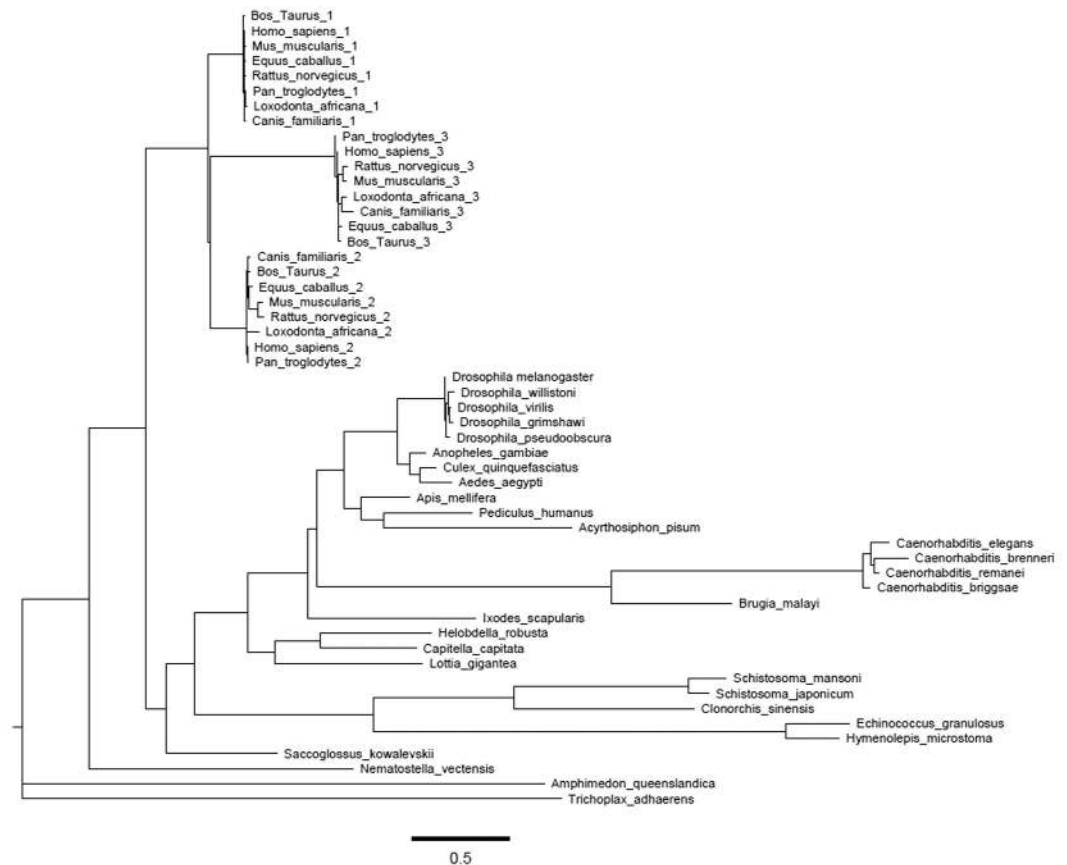 Bos_Taurus_1
Homo_sapiens_1
Mus_muscularis_1
Equus_caballus_1
Rattus_norvegicus_1
Pan_troglodytes_1
Loxodonta_africana_1
Canis_familiaris_1
Pan_troglodytes_3
Homo_sapiens_3
Rattus_norvegicus_3
Mus_muscularis_3
Loxodonta_africana_3
Canis_familiaris_3
Equus_caballus_3
Bos_Taurus_3
Canis_familiaris_2
Bos_Taurus_2
Equus_caballus_2
Mus_muscularis_2
Rattus_norvegicus_2
Loxodonta_africana_2
Homo_sapiens_2
Pan_troglodytes_2
Drosophila melanogaster
Drosophila_willistoni
Drosophila_virilis
Drosophila_grimshawi
Drosophila_pseudoobscura
Anopheles_gambiae
Culex_quinquefasciatus
Aedes_aegypti
Apis_mellifera
Pediculus_humanus
Acyrthosiphon_pisum
Caenorhabditis_elegans
Caenorhabditis_brenneri
Caenorhabditis_remanei
Caenorhabditis_briggsae
Brugia_malayi
Ixodes_scapularis
Helobdella_robusta
Capitella_capitata
Lottia_gigantea
Schistosoma_mansoni
Schistosoma_japonicum
Clonorchis_sinensis
Echinococcus_granulosus
Hymenolepis_microstoma
Saccoglossus_kowalevskii
Nematostella_vectensis
Amphimedon_queenslandica
Trichoplax_adhaerens
0.5